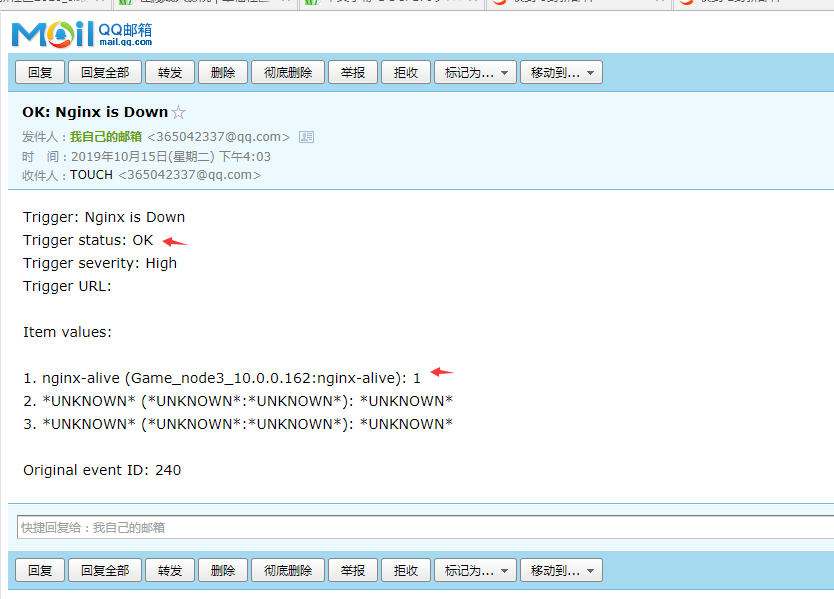 Mail QQ邮箱
mail.qq.com
回复 回复全部 转发 删除 彻底删除 举报 拒收 标记为... 移动到...
OK: Nginx is Down
发件人：我自己的邮箱 <365042337@qq.com>
时 间：2019年10月15日(星期二) 下午4:03
收件人：TOUCH <365042337@qq.com>
Trigger: Nginx is Down
Trigger status: OK
Trigger severity: High
Trigger URL:
Item values:
1. nginx-alive (Game_node3_10.0.0.162:nginx-alive): 1
2. *UNKNOWN* (*UNKNOWN*:*UNKNOWN*): *UNKNOWN*
3. *UNKNOWN* (*UNKNOWN*:*UNKNOWN*): *UNKNOWN*
Original event ID: 240
快捷回复给：我自己的邮箱
回复 回复全部 转发 删除 彻底删除 举报 拒收 标记为... 移动到...